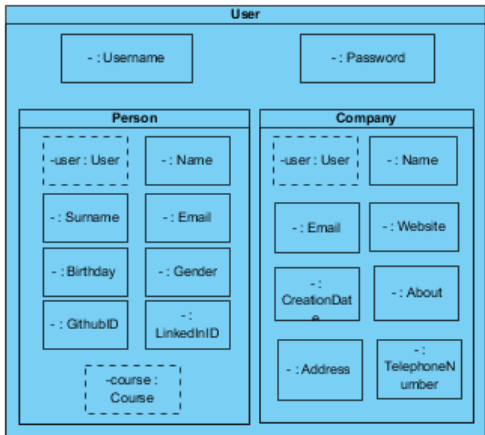 User
- : Username
- : Password
Person
-user : User
- : Name
- : Surname
- : Email
- : Birthday
- : Gender
- : GithubID
- :
LinkedInID
-course :
Course
Company
-user : User
- : Name
- : Email
- : Website
- :
CreationDat
e
- : About
- : Address
- :
TelephoneN
umber